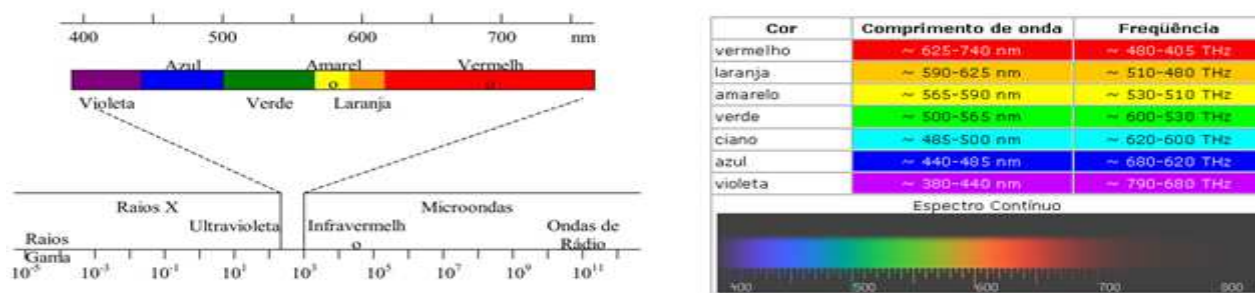 400 500 600 700 nm
Azul Amarel Vermelh
o o
Violeta Verde Laranja
Raios X Microondas
Ultravioleta Infravermelh Ondas de
Raios o Rádio
Gama
10⁻⁵ 10⁻³ 10⁻¹ 10¹ 10³ 10⁵ 10⁷ 10⁹ 10¹¹
Cor Comprimento de onda Freqüência
vermelho ~ 625-740 nm ~ 480-405 THz
laranja ~ 590-625 nm ~ 510-480 THz
amarelo ~ 565-590 nm ~ 530-510 THz
verde ~ 500-565 nm ~ 600-530 THz
ciano ~ 485-500 nm ~ 620-600 THz
azul ~ 440-485 nm ~ 680-620 THz
violeta ~ 380-440 nm ~ 790-680 THz
Espectro Contínuo
400 500 600 700 800